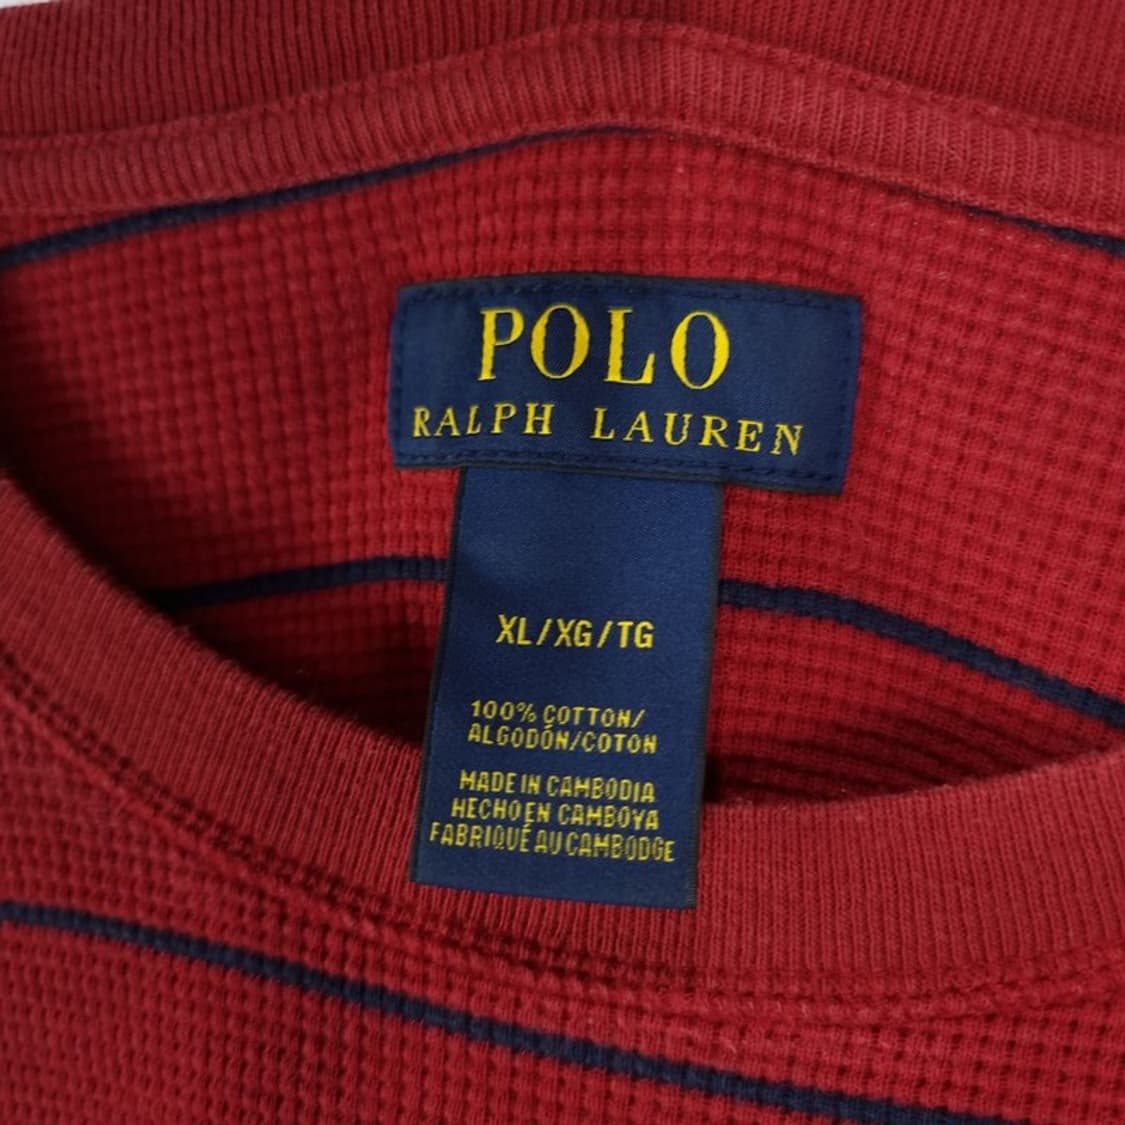 POLO
RALPH LAUREN
XL/XG/TG
100% COTTON/
ALGODÓN/COTON
MADE IN CAMBODIA
HECHO EN CAMBOYA
FABRIQUÉ AU CAMBODGE